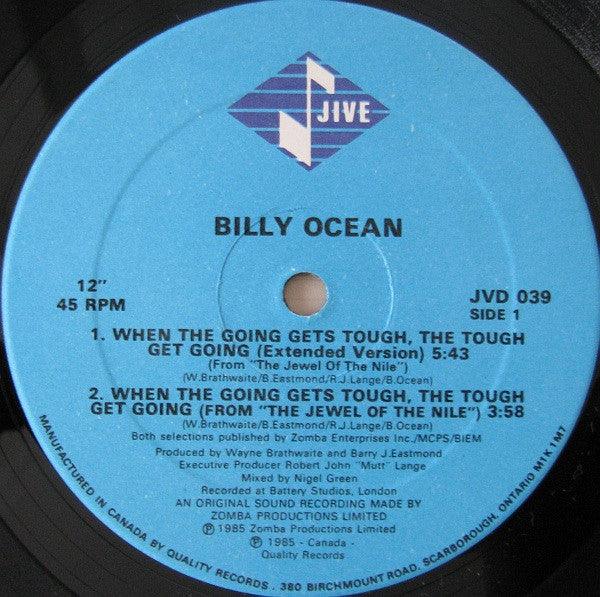 JIVE
BILLY OCEAN
12"
45 RPM
JVD 039
SIDE 1
1. WHEN THE GOING GETS TOUGH, THE TOUGH
GET GOING (Extended Version) 5:43
(From "The Jewel Of The Nile")
(W.Brathwaite/B.Eastmond/R.J.Lange/B.Ocean)
2. WHEN THE GOING GETS TOUGH, THE TOUGH
GET GOING (FROM "THE JEWEL OF THE NILE") 3:58
(W.Brathwaite/B.Eastmond/R.J.Lange/B.Ocean)
Both selections published by Zomba Enterprises Inc./MCPS/BIEM
Produced by Wayne Brathwaite and Barry J.Eastmond
Executive Producer Robert John "Mutt" Lange
Mixed by Nigel Green
Recorded at Battery Studios, London
AN ORIGINAL SOUND RECORDING MADE BY
ZOMBA PRODUCTIONS LIMITED
℗ 1985 Zomba Productions Limited
℗ 1985 - Canada -
Quality Records
MANUFACTURED IN CANADA BY QUALITY RECORDS . 380 BIRCHMOUNT ROAD, SCARBOROUGH, ONTARIO M1K 1M7